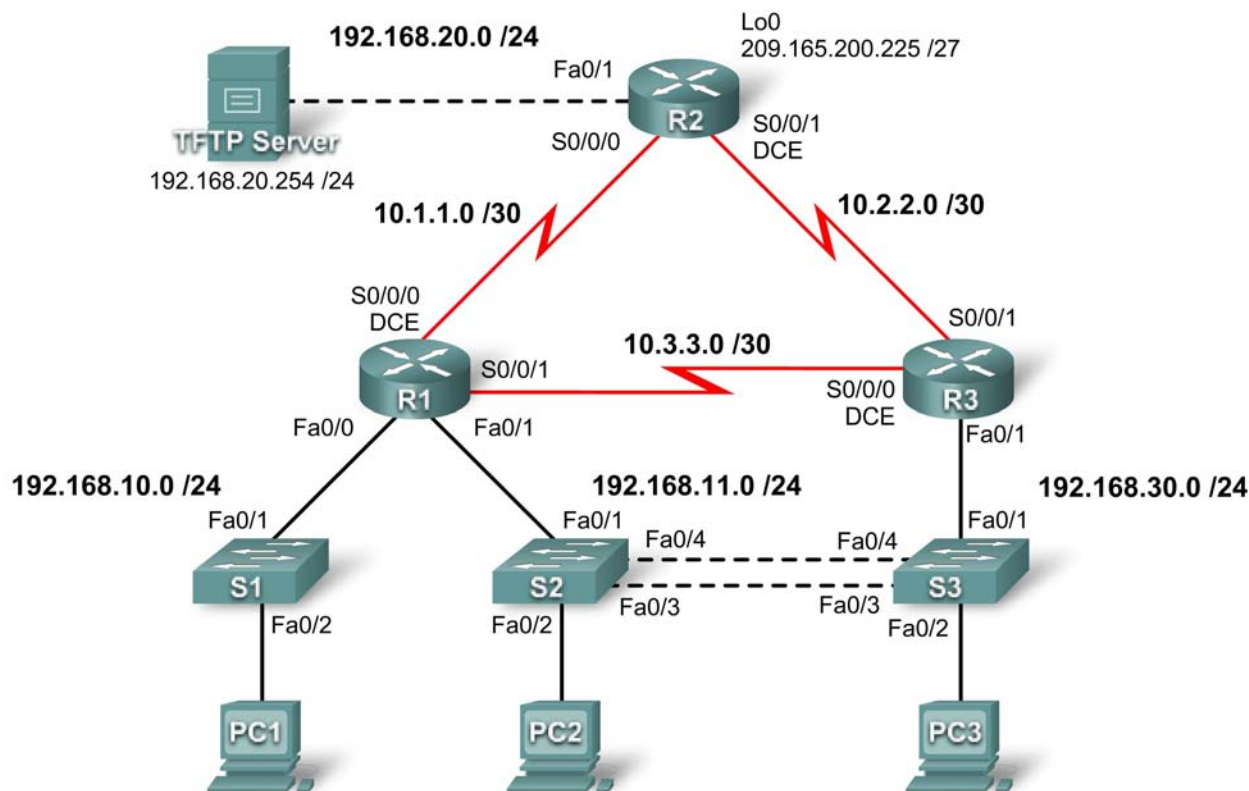 Lo0
209.165.200.225 /27
192.168.20.0 /24
Fa0/1
R2
TFTP Server
192.168.20.254 /24
S0/0/0
S0/0/1
DCE
10.1.1.0 /30
10.2.2.0 /30
S0/0/0
DCE
S0/0/1
10.3.3.0 /30
R1
S0/0/1
S0/0/0
DCE
R3
Fa0/0
Fa0/1
Fa0/1
192.168.10.0 /24
192.168.11.0 /24
192.168.30.0 /24
Fa0/1
Fa0/1
Fa0/4
Fa0/4
Fa0/1
S1
S2
S3
Fa0/3
Fa0/3
Fa0/2
Fa0/2
Fa0/2
PC1
PC2
PC3